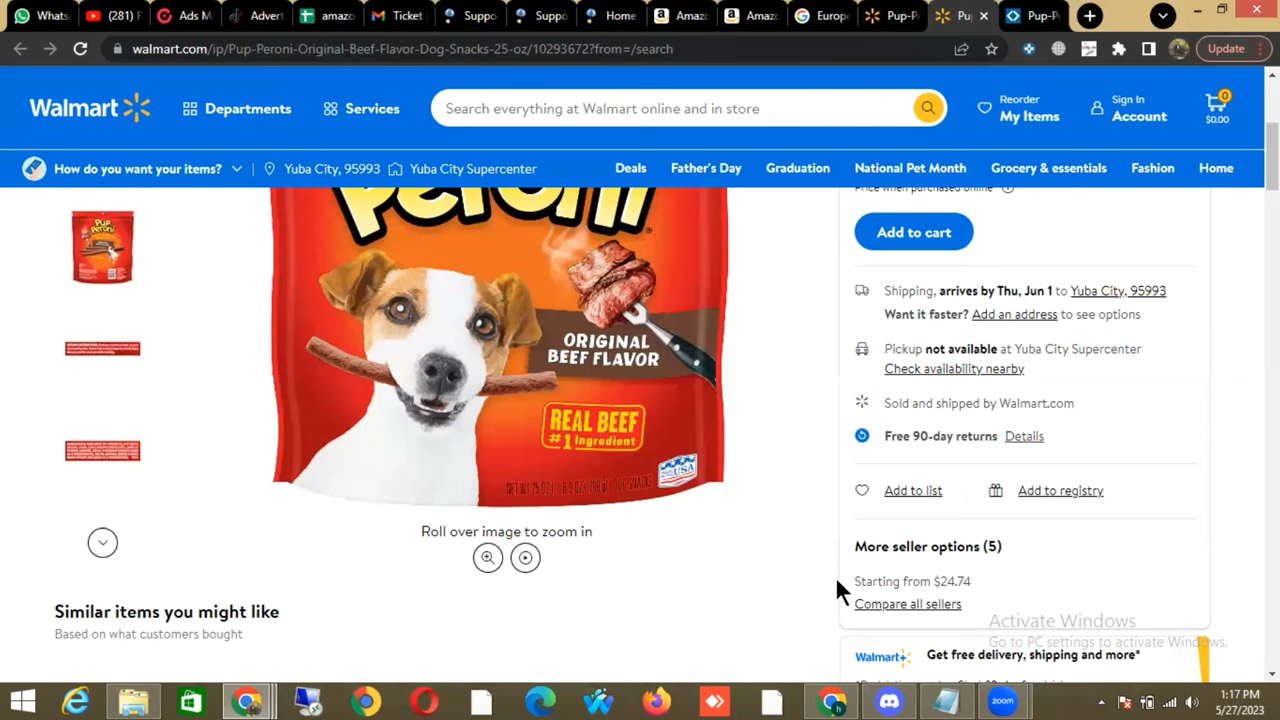 Whats
(281)
Ads M
Advert
amazo
Ticket
Suppo
Suppo
Home
Amaz
Amaz
Europe
Pup-P
Pu
Pup-P
walmart.com/ip/Pup-Peroni-Original-Beef-Flavor-Dog-Snacks-25-oz/10293672?from=/search
Update
Walmart
Departments
Services
Search everything at Walmart online and in store
Reorder
My Items
Sign In
Account
0
$0.00
How do you want your items?
Yuba City, 95993
Yuba City Supercenter
Deals
Father's Day
Graduation
National Pet Month
Grocery & essentials
Fashion
Home
Price when purchased online
Peroni
Pup
Peroni
Add to cart
Shipping, arrives by Thu, Jun 1 to Yuba City, 95993
Want it faster? Add an address to see options
ORIGINAL
BEEF FLAVOR
Pickup not available at Yuba City Supercenter
Check availability nearby
Sold and shipped by Walmart.com
REAL BEEF
#1 Ingredient
Free 90-day returns Details
USA
Add to list
Add to registry
Roll over image to zoom in
More seller options (5)
Starting from $24.74
Compare all sellers
Similar items you might like
Based on what customers bought
Activate Windows
Go to PC settings to activate Windows.
Walmart+
Get free delivery, shipping and more*
zoom
1:17 PM
5/27/2023